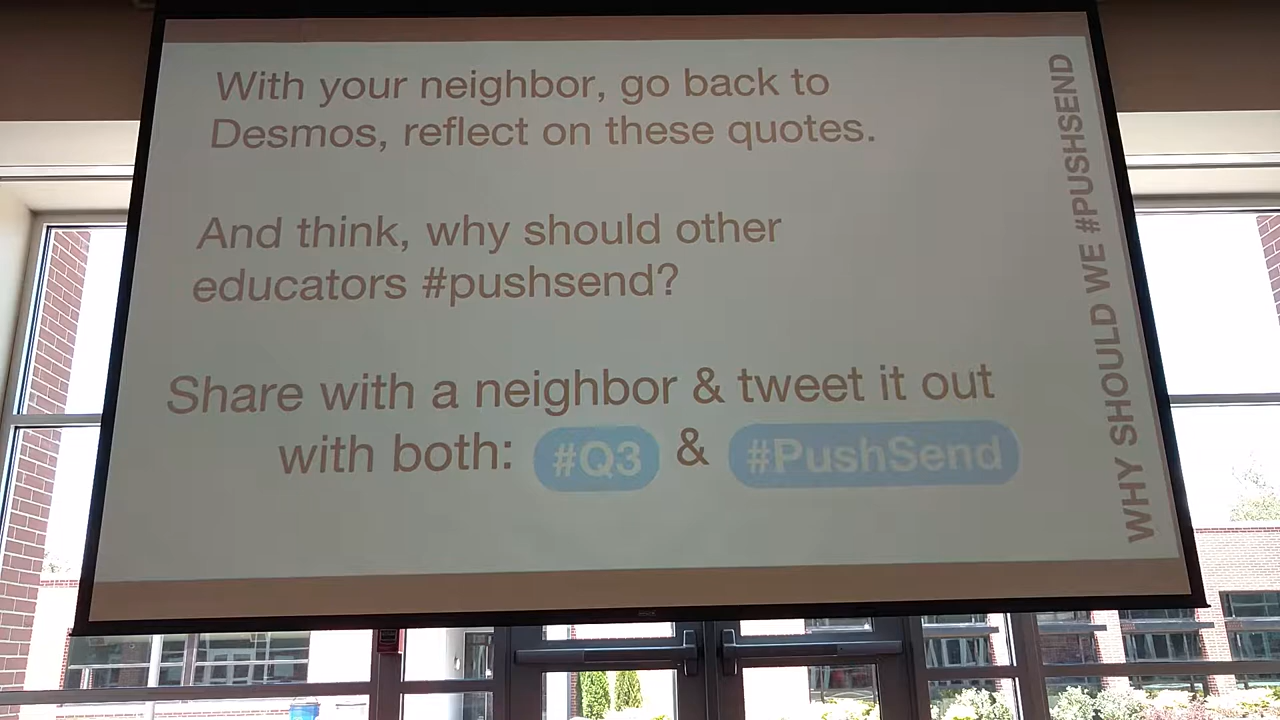 With your neighbor, go back to
Desmos, reflect on these quotes.
And think, why should other
educators #pushsend?
Share with a neighbor & tweet it out
with both: #Q3 & #PushSend
WHY SHOULD WE #PUSHSEND